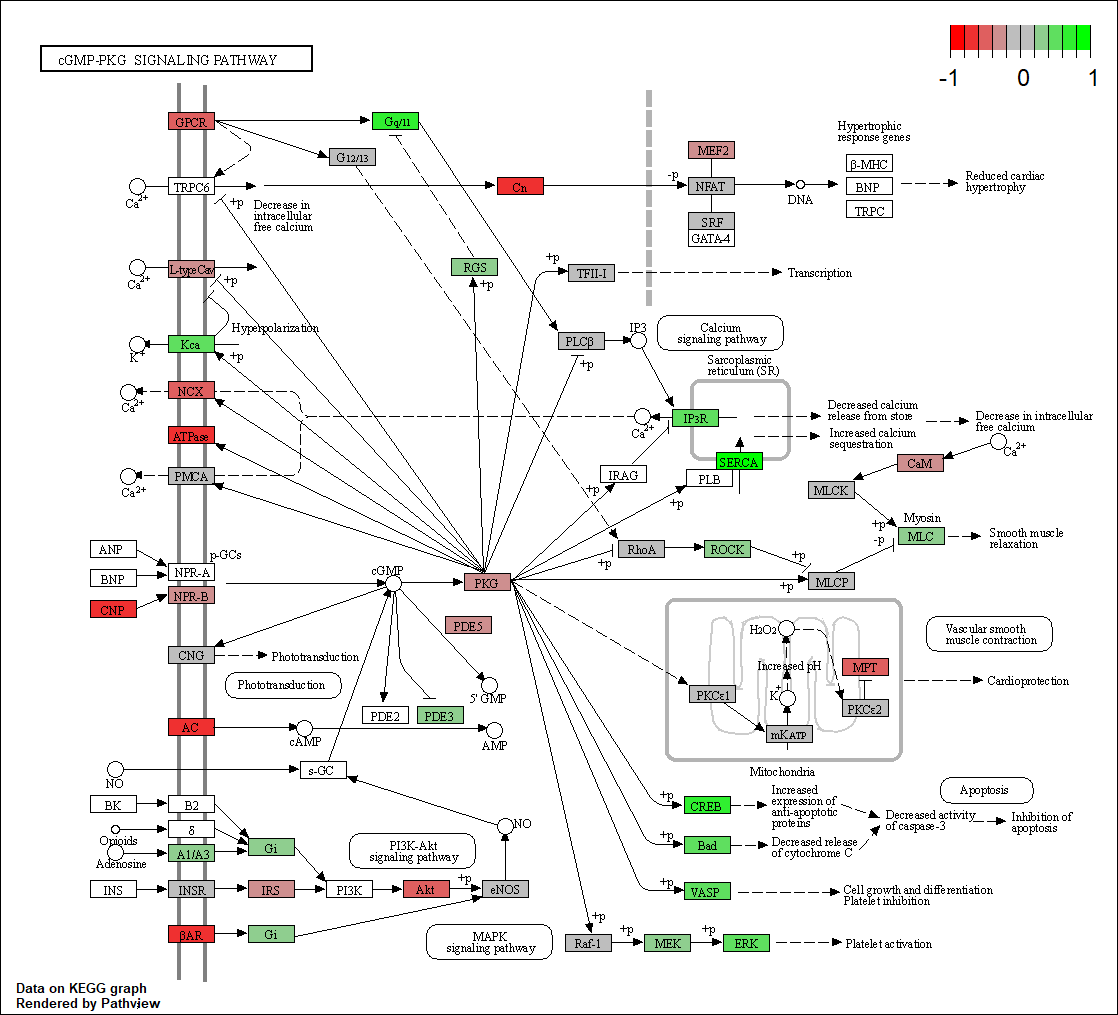 cGMP-PKG SIGNALING PATHWAY
-1 0 1
GPCR
Gq/11
G12/13
TRPC6
Ca2+
+p
Decrease in
intracellular
free calcium
Cn
-p
MEF2
NFAT
SRF
GATA-4
DNA
Hypertrophic
response genes
β-MHC
BNP
TRPC
Reduced cardiac
hypertrophy
L-typeCav
Ca2+
+p
RGS
+p
+p
TFII-I
Transcription
Hyperpolarization
Kca
K+
+p
PLCβ
+p
IP3
Calcium
signaling pathway
Sarcoplasmic
reticulum (SR)
NCX
Ca2+
ATPase
PMCA
Ca2+
Ca2+
IP3R
Decreased calcium
release from store
Increased calcium
sequestration
Decrease in intracellular
free calcium
Ca2+
SERCA
PLB
+p
IRAG
+p
CaM
MLCK
Myosin
+p
-p
MLC
Smooth muscle
relaxation
ANP
BNP
CNP
p-GCs
NPR-A
NPR-B
cGMP
PKG
RhoA
+p
ROCK
+p
MLCP
+p
PDE5
CNG
Phototransduction
Phototransduction
5' GMP
PDE2
PDE3
H2O2
Increased pH
K+
PKCε1
mKATP
MPT
PKCε2
Mitochondria
Vascular smooth
muscle contraction
Cardioprotection
AC
cAMP
AMP
NO
s-GC
BK
B2
Opioids
δ
Adenosine
A1/A3
Gi
NO
PI3K-Akt
signaling pathway
INS
INSR
IRS
PI3K
Akt
+p
eNOS
βAR
Gi
MAPK
signaling pathway
+p
CREB
Increased
expression of
anti-apoptotic
proteins
Apoptosis
Decreased activity
of caspase-3
Inhibition of
apoptosis
+p
Bad
Decreased release
of cytochrome C
+p
VASP
Cell growth and differentiation
Platelet inhibition
+p
Raf-1
+p
MEK
+p
ERK
Platelet activation
Data on KEGG graph
Rendered by Pathview